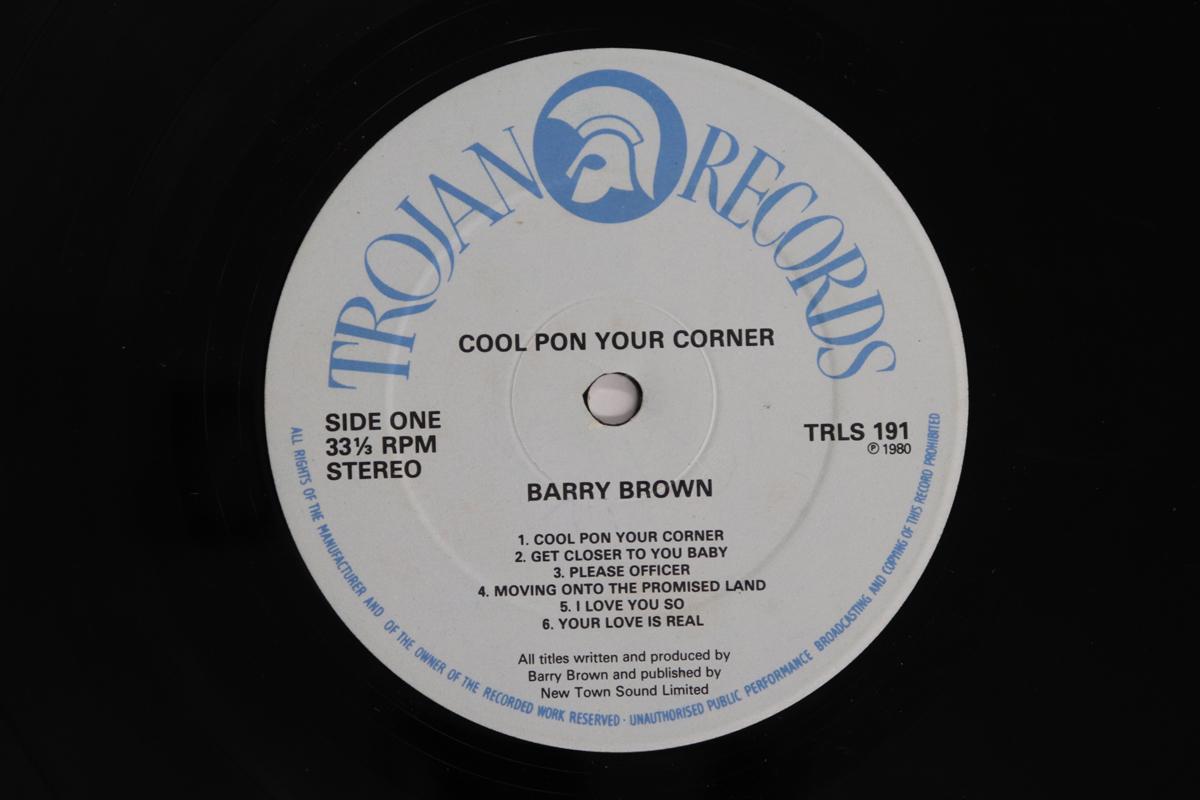 TROJAN RECORDS
COOL PON YOUR CORNER
SIDE ONE
33⅓ RPM
STEREO
TRLS 191
℗ 1980
BARRY BROWN
1. COOL PON YOUR CORNER
2. GET CLOSER TO YOU BABY
3. PLEASE OFFICER
4. MOVING ONTO THE PROMISED LAND
5. I LOVE YOU SO
6. YOUR LOVE IS REAL
All titles written and produced by
Barry Brown and published by
New Town Sound Limited
ALL RIGHTS OF THE MANUFACTURER AND OF THE OWNER OF THE RECORDED WORK RESERVED · UNAUTHORISED PUBLIC PERFORMANCE BROADCASTING AND COPYING OF THIS RECORD PROHIBITED